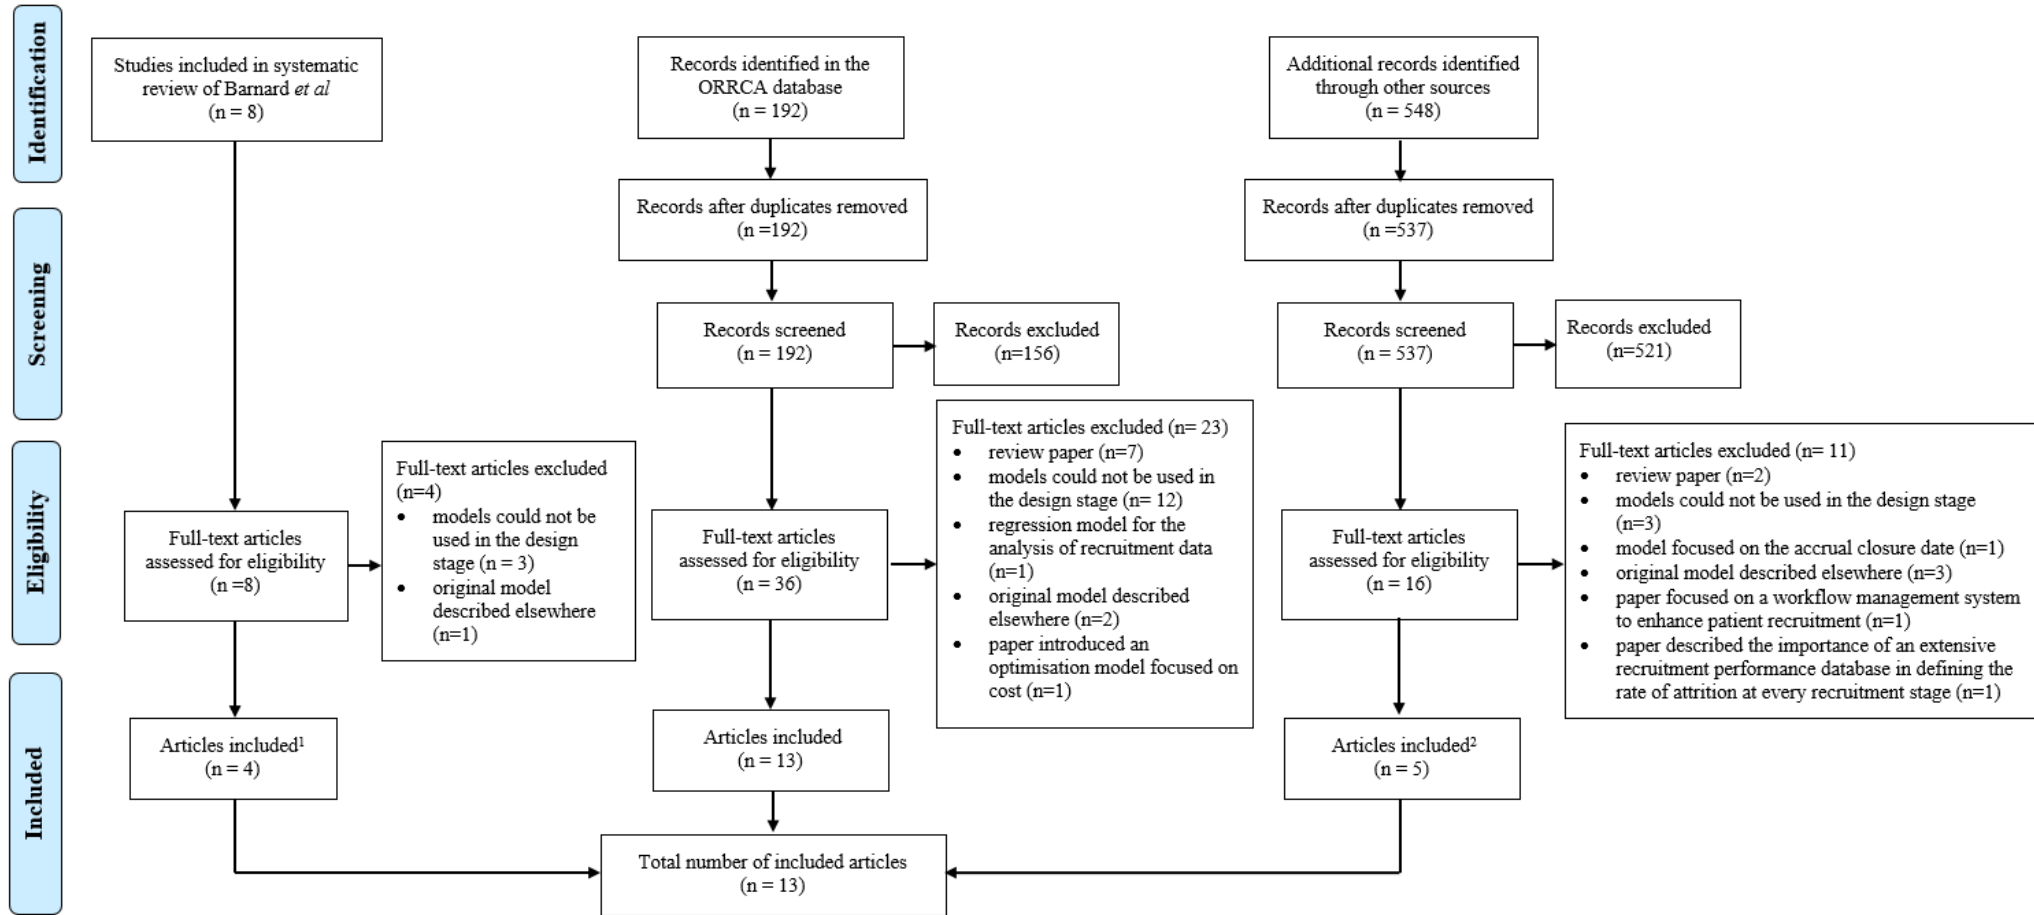 Identification
Studies included in systematic
review of Barnard et al
(n = 8)
Records identified in the
ORRCA database
(n = 192)
Additional records identified
through other sources
(n = 548)
Records after duplicates removed
(n =192)
Records after duplicates removed
(n =537)
Screening
Records screened
(n = 192)
Records excluded
(n=156)
Records screened
(n = 537)
Records excluded
(n=521)
Eligibility
Full-text articles
assessed for eligibility
(n =8)
Full-text articles excluded
(n=4)
• models could not be
used in the design
stage (n = 3)
• original model
described elsewhere
(n=1)
Full-text articles
assessed for eligibility
(n = 36)
Full-text articles excluded (n= 23)
• review paper (n=7)
• models could not be used in
the design stage (n= 12)
• regression model for the
analysis of recruitment data
(n=1)
• original model described
elsewhere (n=2)
• paper introduced an
optimisation model focused on
cost (n=1)
Full-text articles
assessed for eligibility
(n = 16)
Full-text articles excluded (n= 11)
• review paper (n=2)
• models could not be used in the design stage
(n=3)
• model focused on the accrual closure date (n=1)
• original model described elsewhere (n=3)
• paper focused on a workflow management system
to enhance patient recruitment (n=1)
• paper described the importance of an extensive
recruitment performance database in defining the
rate of attrition at every recruitment stage (n=1)
Included
Articles included¹
(n = 4)
Articles included
(n = 13)
Articles included²
(n = 5)
Total number of included articles
(n = 13)